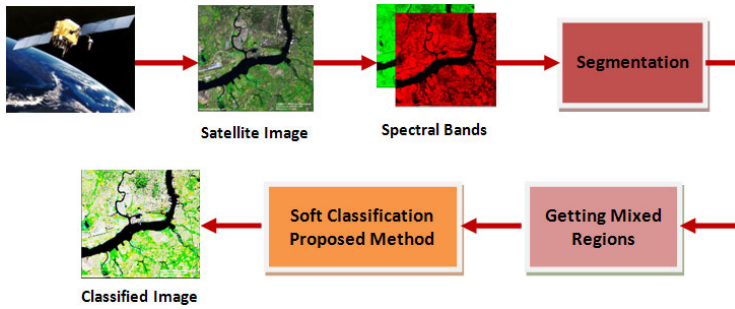 Segmentation
Satellite Image
Spectral Bands
Soft Classification
Proposed Method
Getting Mixed
Regions
Classified Image